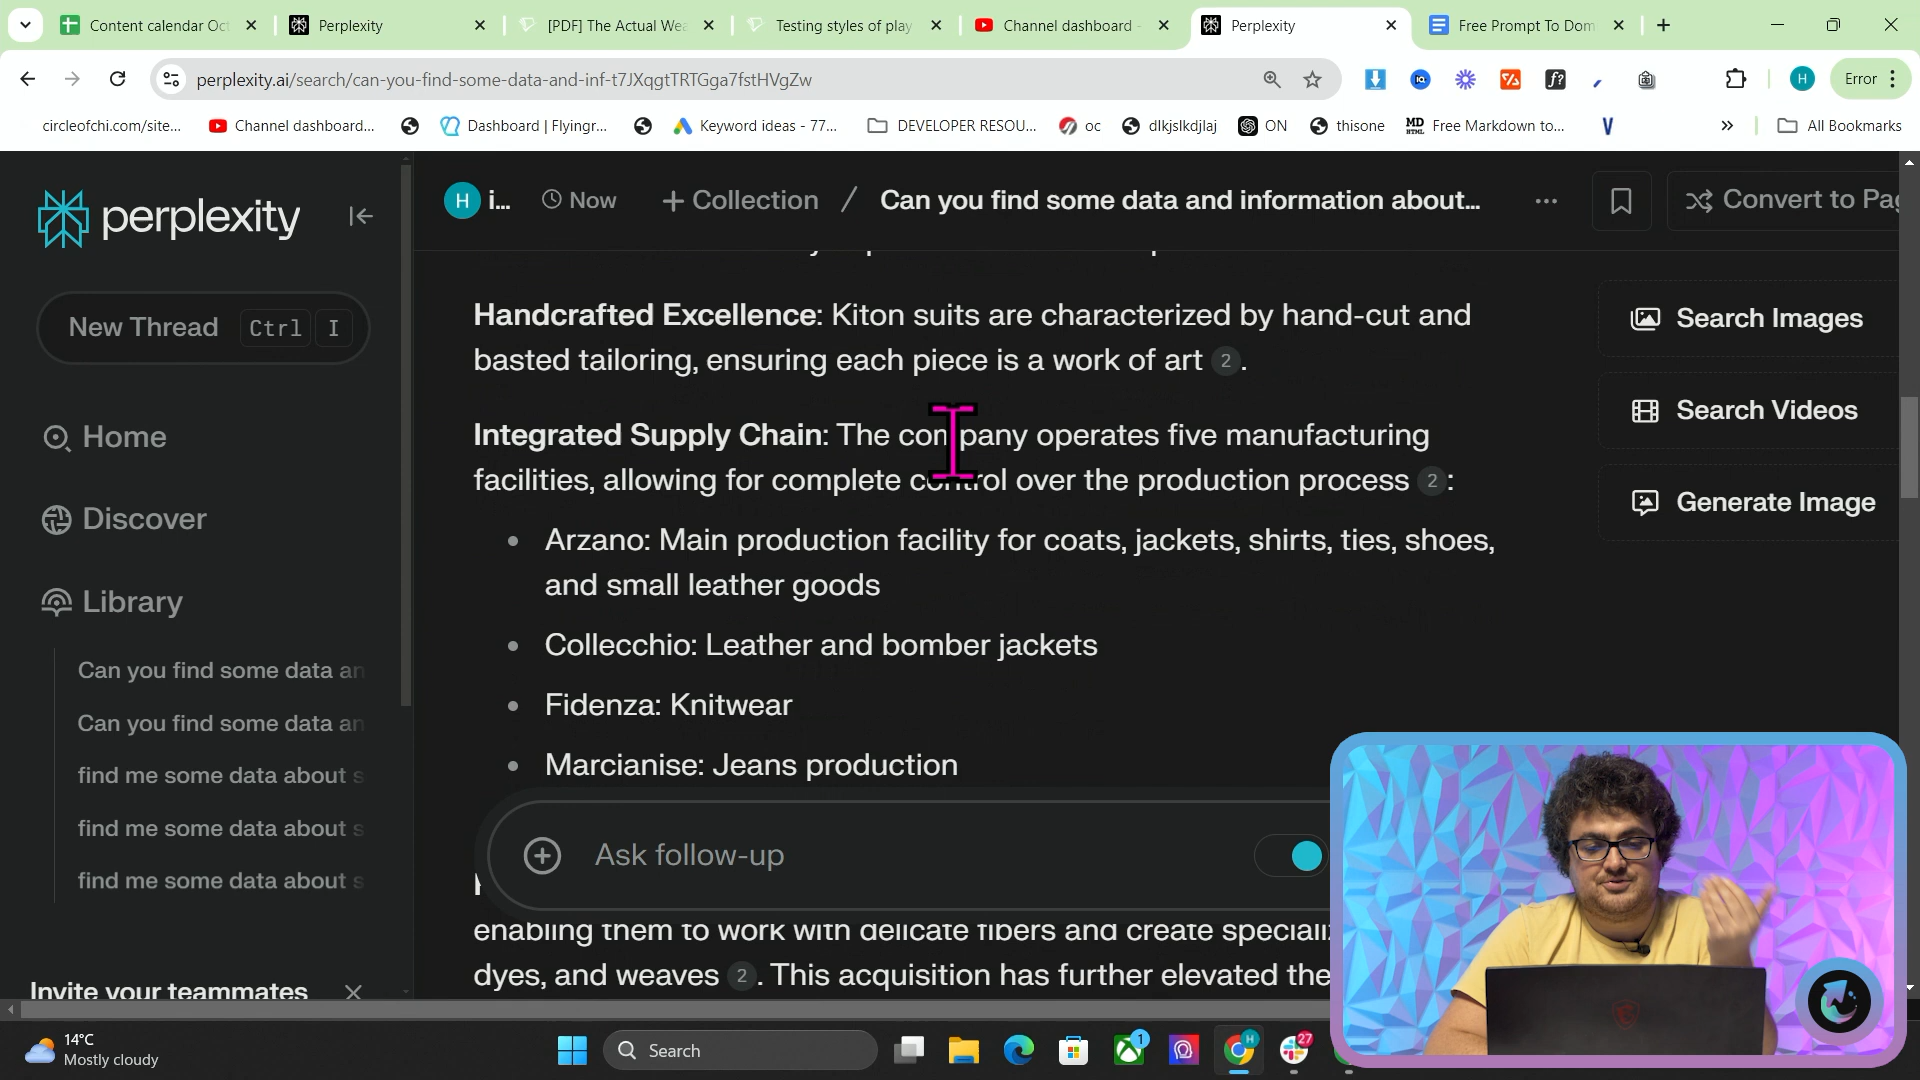 Content calendar Oct
Perplexity
[PDF] The Actual Wea
Testing styles of play
Channel dashboard -
Perplexity
Free Prompt To Dom
perplexity.ai/search/can-you-find-some-data-and-inf-t7JXqgtTRTGga7fstHVgZw
H
Error
circleofchi.com/site...
Channel dashboard...
Dashboard | Flyingr...
Keyword ideas - 77...
DEVELOPER RESOU...
oc
dlkjslkdjlaj
ON
thisone
Free Markdown to...
All Bookmarks
perplexity
New Thread Ctrl I
Home
Discover
Library
Can you find some data an
Can you find some data an
find me some data about s
find me some data about s
find me some data about s
Invite your teammates
H i... Now + Collection / Can you find some data and information about... Convert to Pag
Handcrafted Excellence: Kiton suits are characterized by hand-cut and
basted tailoring, ensuring each piece is a work of art 2.
Integrated Supply Chain: The company operates five manufacturing
facilities, allowing for complete control over the production process 2:
• Arzano: Main production facility for coats, jackets, shirts, ties, shoes,
and small leather goods
• Collecchio: Leather and bomber jackets
• Fidenza: Knitwear
• Marcianise: Jeans production
Ask follow-up
enabling them to work with delicate fibers and create speciali
dyes, and weaves 2. This acquisition has further elevated the
Search Images
Search Videos
Generate Image
14°C
Mostly cloudy
Search
1
H
27